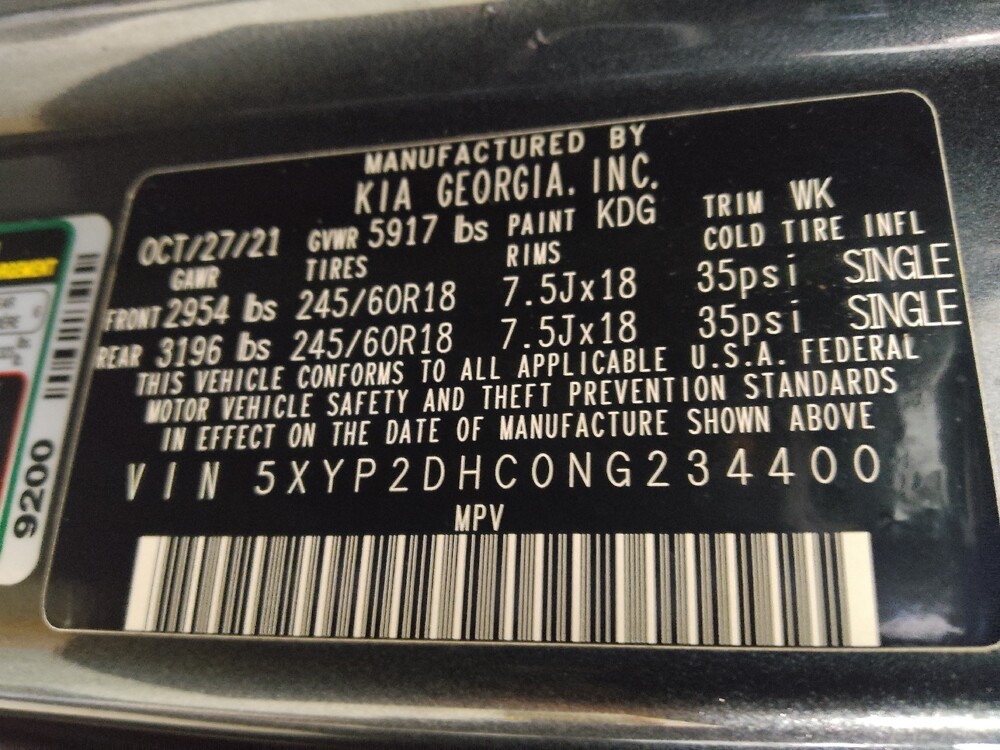 MANUFACTURED BY
KIA GEORGIA. INC.
OCT/27/21 GVWR 5917 lbs PAINT KDG TRIM WK
GAWR TIRES RIMS COLD TIRE INFL
FRONT 2954 lbs 245/60R18 7.5Jx18 35psi SINGLE
REAR 3196 lbs 245/60R18 7.5Jx18 35psi SINGLE
THIS VEHICLE CONFORMS TO ALL APPLICABLE U.S.A. FEDERAL
MOTOR VEHICLE SAFETY AND THEFT PREVENTION STANDARDS
IN EFFECT ON THE DATE OF MANUFACTURE SHOWN ABOVE
VIN 5XYP2DHC0NG234400
MPV
9200